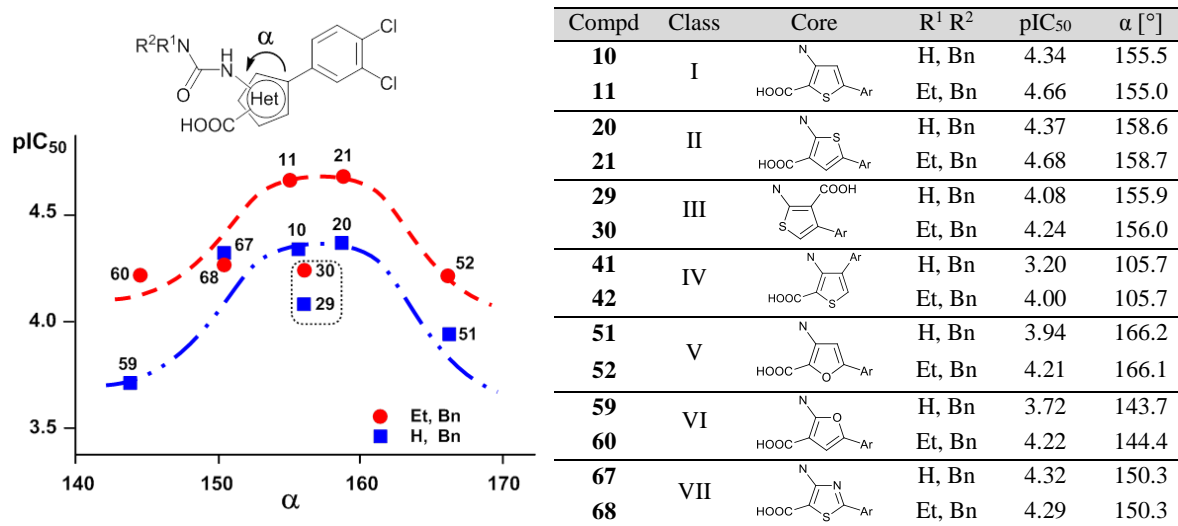 R²R¹N
H
N
O
α
Cl
Cl
Het
HOOC
pIC₅₀
4.5
4.0
3.5
140
150
160
170
α
11
21
10
20
67
68
60
30
29
52
51
59
Et, Bn
H, Bn
Compd Class Core R¹ R² pIC₅₀ α [°]
10 H, Bn 4.34 155.5
I
N
HOOC S Ar
11 Et, Bn 4.66 155.0
20 H, Bn 4.37 158.6
II
N
S
HOOC Ar
21 Et, Bn 4.68 158.7
29 H, Bn 4.08 155.9
III
N COOH
S
Ar
30 Et, Bn 4.24 156.0
41 H, Bn 3.20 105.7
IV
N Ar
HOOC S
42 Et, Bn 4.00 105.7
51 H, Bn 3.94 166.2
V
N
HOOC O Ar
52 Et, Bn 4.21 166.1
59 H, Bn 3.72 143.7
VI
N
O
HOOC Ar
60 Et, Bn 4.22 144.4
67 H, Bn 4.32 150.3
VII
N
N
HOOC S Ar
68 Et, Bn 4.29 150.3